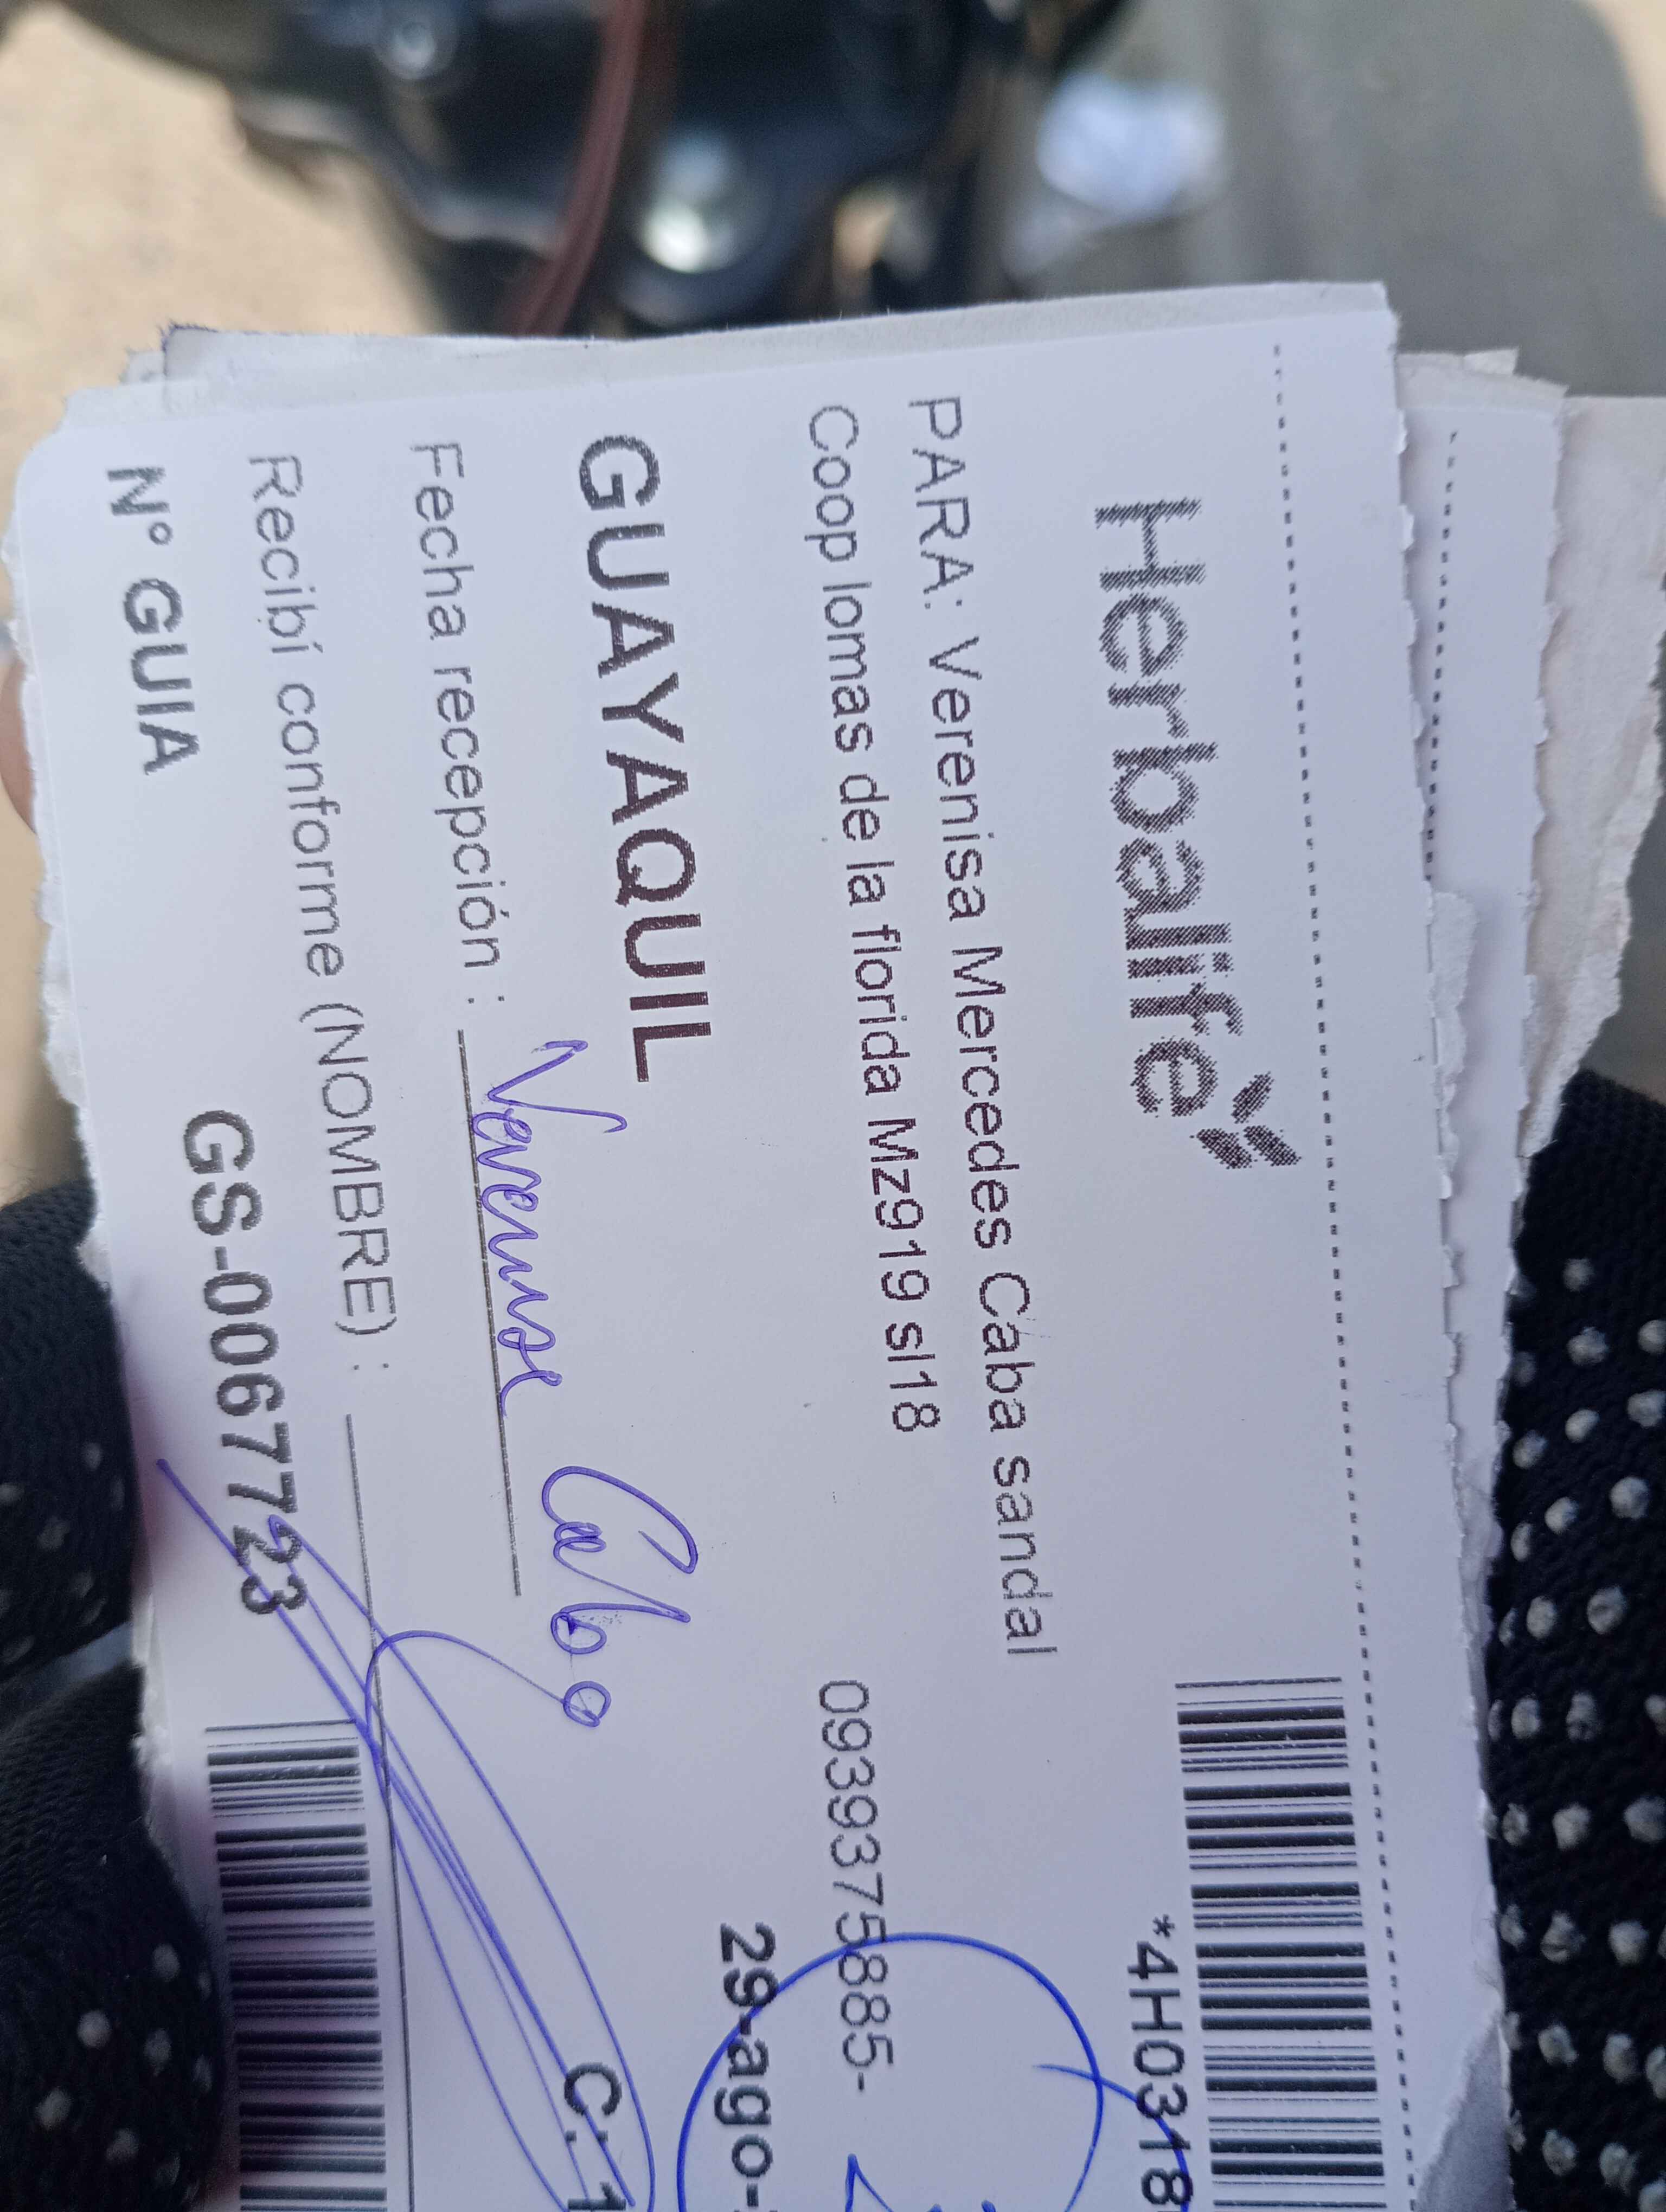 Herbalife
*4H0318
PARA: Verenisa Mercedes Caba sandal
Coop lomas de la florida Mz919 sl18 0939375885-
29-ago-
GUAYAQUIL
Verenisa Caba
Fecha recepción :
C: 1
Recibí conforme (NOMBRE) :
N° GUIA GS-0067723